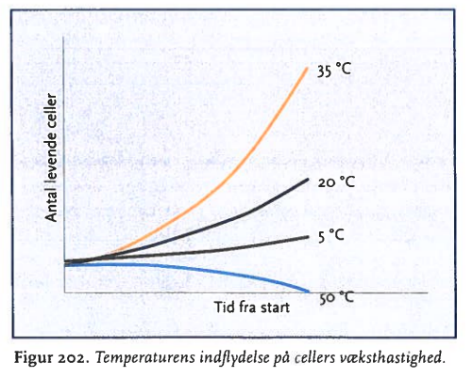 Antal levende celler
35 °C
20 °C
5 °C
50 °C
Tid fra start
Figur 202. Temperaturens indflydelse på cellers væksthastighed.